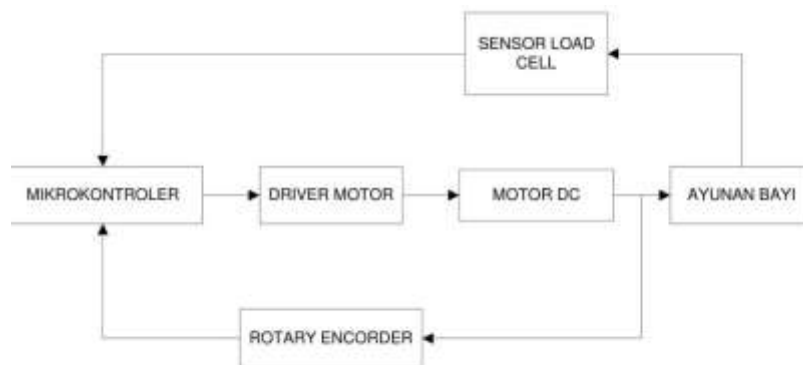 SENSOR LOAD
CELL
MIKROKONTROLER
DRIVER MOTOR
MOTOR DC
AYUNAN BAYI
ROTARY ENCORDER